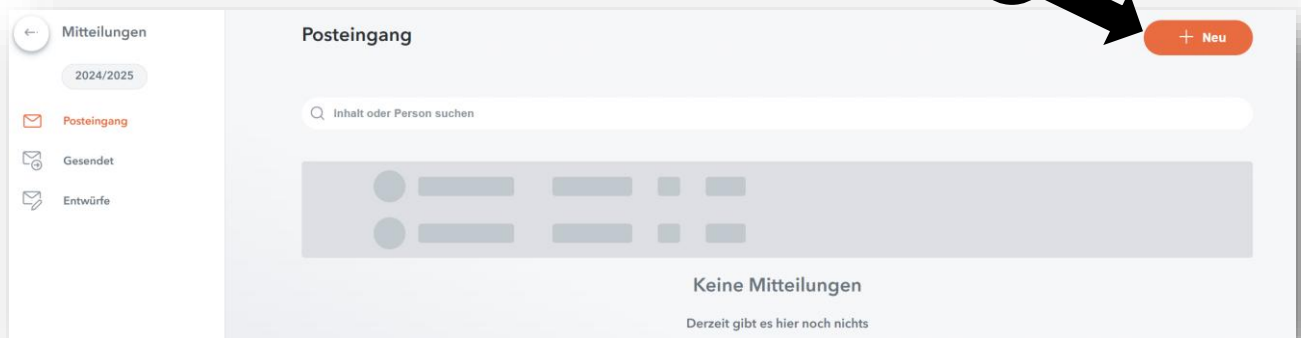 Mitteilungen
2024/2025
Posteingang
Gesendet
Entwürfe
Posteingang
+ Neu
Inhalt oder Person suchen
Keine Mitteilungen
Derzeit gibt es hier noch nichts